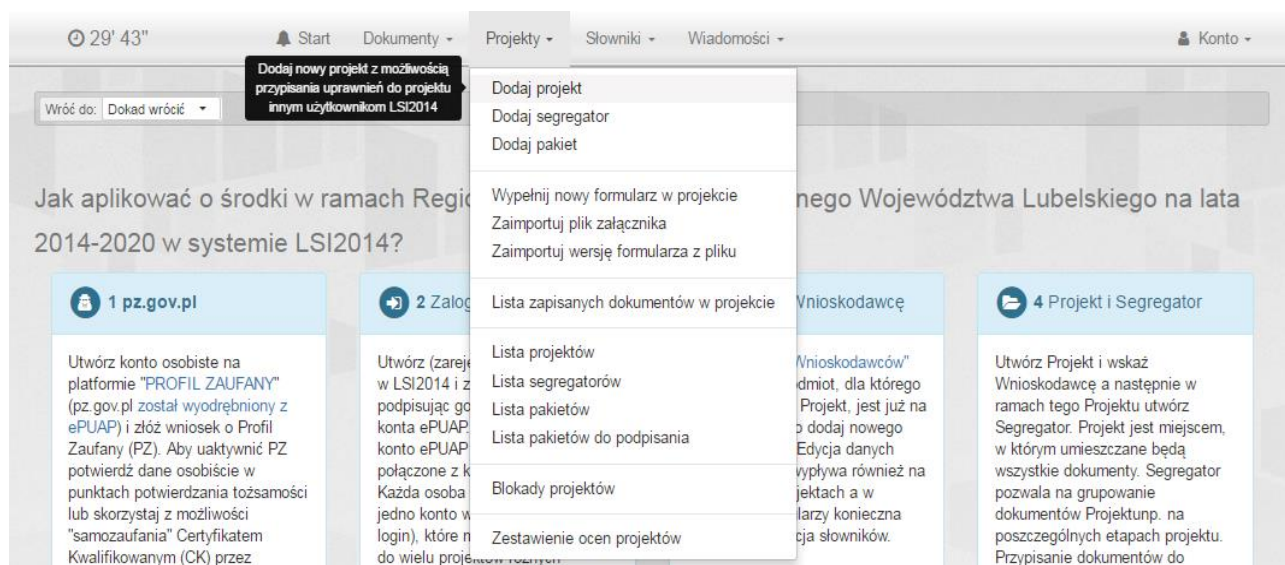 29' 43"
Start
Dokumenty
Projekty
Słowniki
Wiadomości
Konto
Dodaj nowy projekt z możliwością
przypisania uprawnień do projektu
innym użytkownikom LSI2014
Wróć do: Dokad wrócić
Dodaj projekt
Dodaj segregator
Dodaj pakiet
Wypełnij nowy formularz w projekcie
Zaimportuj plik załącznika
Zaimportuj wersję formularza z pliku
Lista zapisanych dokumentów w projekcie
Lista projektów
Lista segregatorów
Lista pakietów
Lista pakietów do podpisania
Blokady projektów
Zestawienie ocen projektów
Jak aplikować o środki w ramach Regio nego Województwa Lubelskiego na lata
2014-2020 w systemie LSI2014?
1 pz.gov.pl
Utwórz konto osobiste na
platformie "PROFIL ZAUFANY"
(pz.gov.pl został wyodrębniony z
ePUAP) i złóż wniosek o Profil
Zaufany (PZ). Aby uaktywnić PZ
potwierdź dane osobiście w
punktach potwierdzania tożsamości
lub skorzystaj z możliwości
"samozaufania" Certyfikatem
Kwalifikowanym (CK) przez
2 Zalog
Utwórz (zareje
w LSI2014 i z
podpisując go
konta ePUAP.
konto ePUAP
połączone z k
Każda osoba
jedno konto w
login), które m
do wielu projektów różnych
Wnioskodawcę
Wnioskodawców"
dmiot, dla którego
Projekt, jest już na
o dodaj nowego
Edycja danych
wypływa również na
jektach a w
larzy konieczna
cja słowników.
4 Projekt i Segregator
Utwórz Projekt i wskaż
Wnioskodawcę a następnie w
ramach tego Projektu utwórz
Segregator. Projekt jest miejscem,
w którym umieszczane będą
wszystkie dokumenty. Segregator
pozwala na grupowanie
dokumentów Projektunp. na
poszczególnych etapach projektu.
Przypisanie dokumentów do